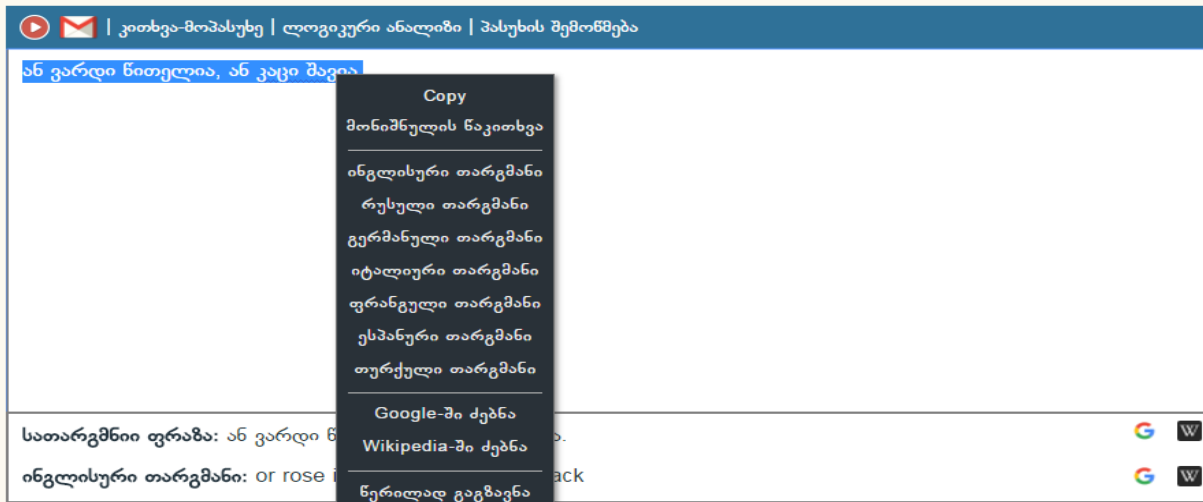 | კითხვა-მოპასუხე | ლოგიკური ანალიზი | პასუხის შემოწმება
ან ვარდი წითელია, ან კაცი შავია
Copy
მონიშნულის წაკითხვა
ინგლისური თარგმანი
რუსული თარგმანი
გერმანული თარგმანი
იტალიური თარგმანი
ფრანგული თარგმანი
ესპანური თარგმანი
თურქული თარგმანი
Google-ში ძებნა
Wikipedia-ში ძებნა
წერილად გაგზავნა
სათარგმნიი ფრაზა: ან ვარდი
ინგლისური თარგმანი: or rose